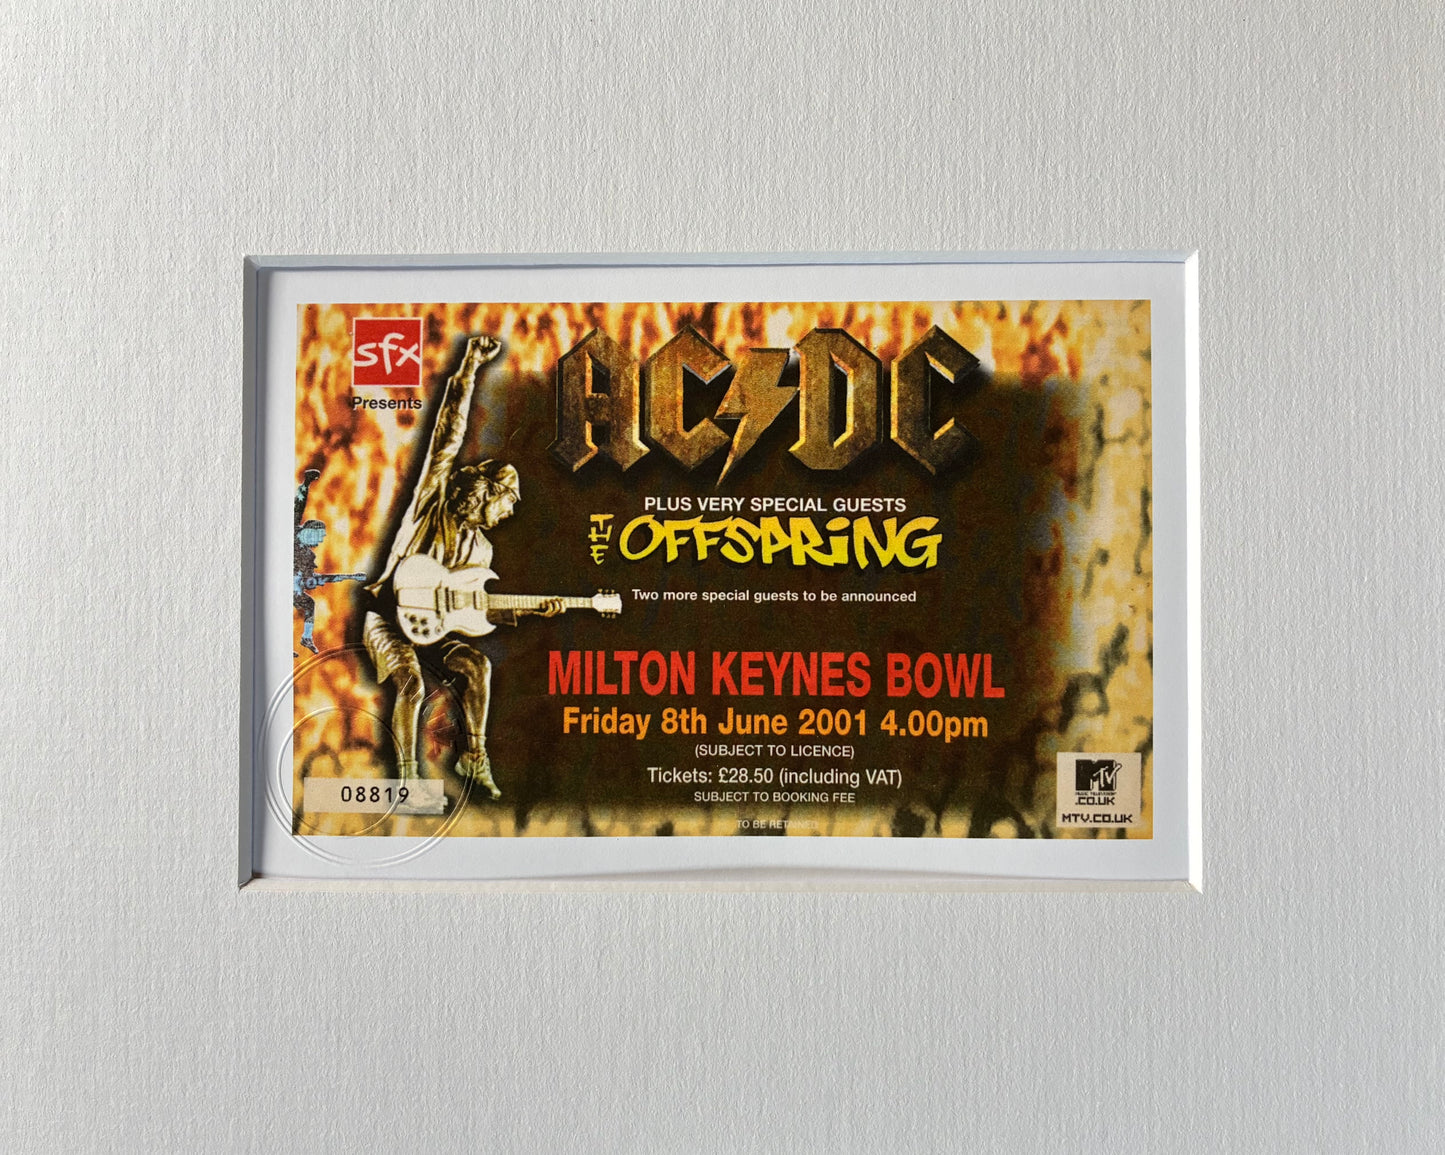 sfx
Presents
AC/DC
PLUS VERY SPECIAL GUESTS
THE OFFSPRING
Two more special guests to be announced
MILTON KEYNES BOWL
Friday 8th June 2001 4.00pm
(SUBJECT TO LICENCE)
Tickets: £28.50 (including VAT)
SUBJECT TO BOOKING FEE
TO BE RETAINED
08819
MTV
MUSIC TELEVISION
.CO.UK
MTV.CO.UK